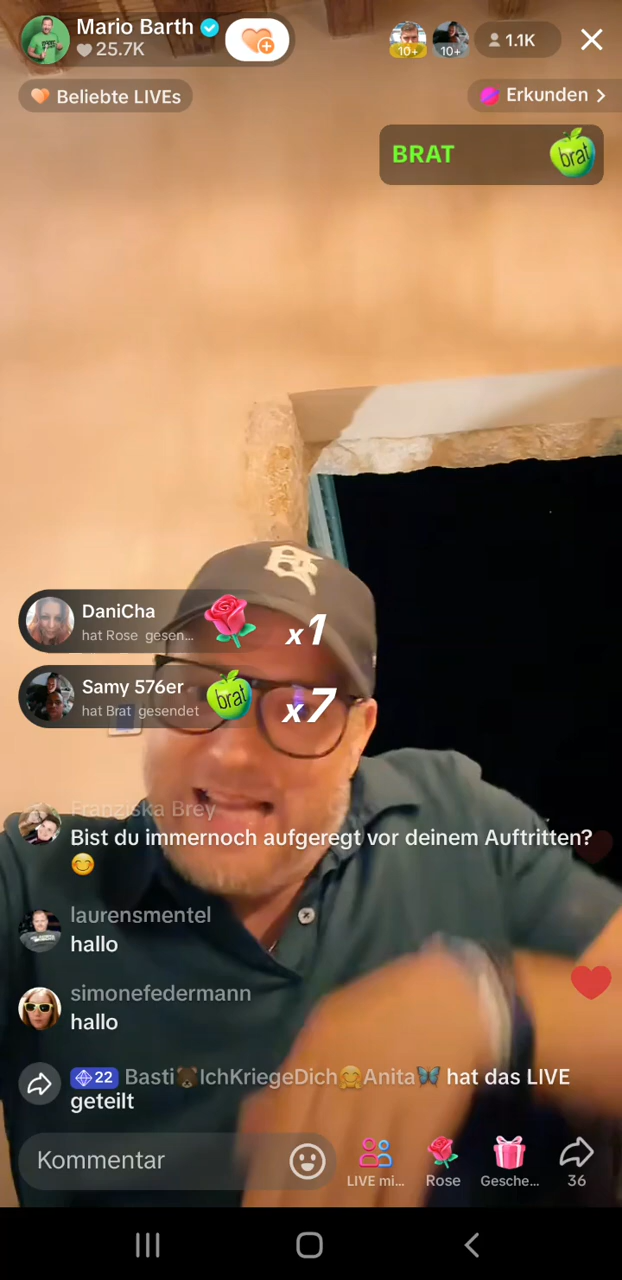 Mario Barth
25.7K
10+
10+
1.1K
Beliebte LIVEs
Erkunden
BRAT
brat
DaniCha
hat Rose gesen...
x1
Samy 576er
hat Brat gesendet
brat
x7
Franziska Brey
Bist du immernoch aufgeregt vor deinem Auftritten?
😊
laurensmentel
hallo
simonefedermann
hallo
22 Basti🐻IchKriegeDich🤗Anita🦋 hat das LIVE
geteilt
Kommentar
LIVE mi...
Rose
Gesche...
36